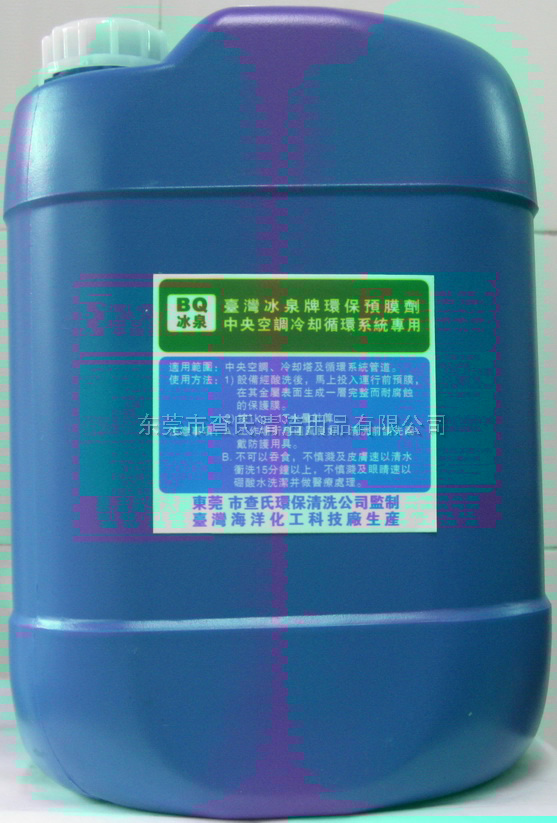 BQ
冰泉
臺灣冰泉牌環保預膜劑
中央空調冷却循環系統專用
適用範圍：中央空調、冷却塔及循環系統管道。
使用方法：1)設備經酸洗後，馬上投入運行前預膜，
在其金屬表面生成一層完整而耐腐蝕
的保護膜。
东莞市查氏清洁用品有限公司
戴防護用具。
B. 不可以吞食，不慎濺及皮膚速以清水
衝洗15分鐘以上，不慎濺及眼睛速以
硼酸水洗潔并做醫療處理。
東莞市查氏環保清洗公司監制
臺灣海洋化工科技廠生産